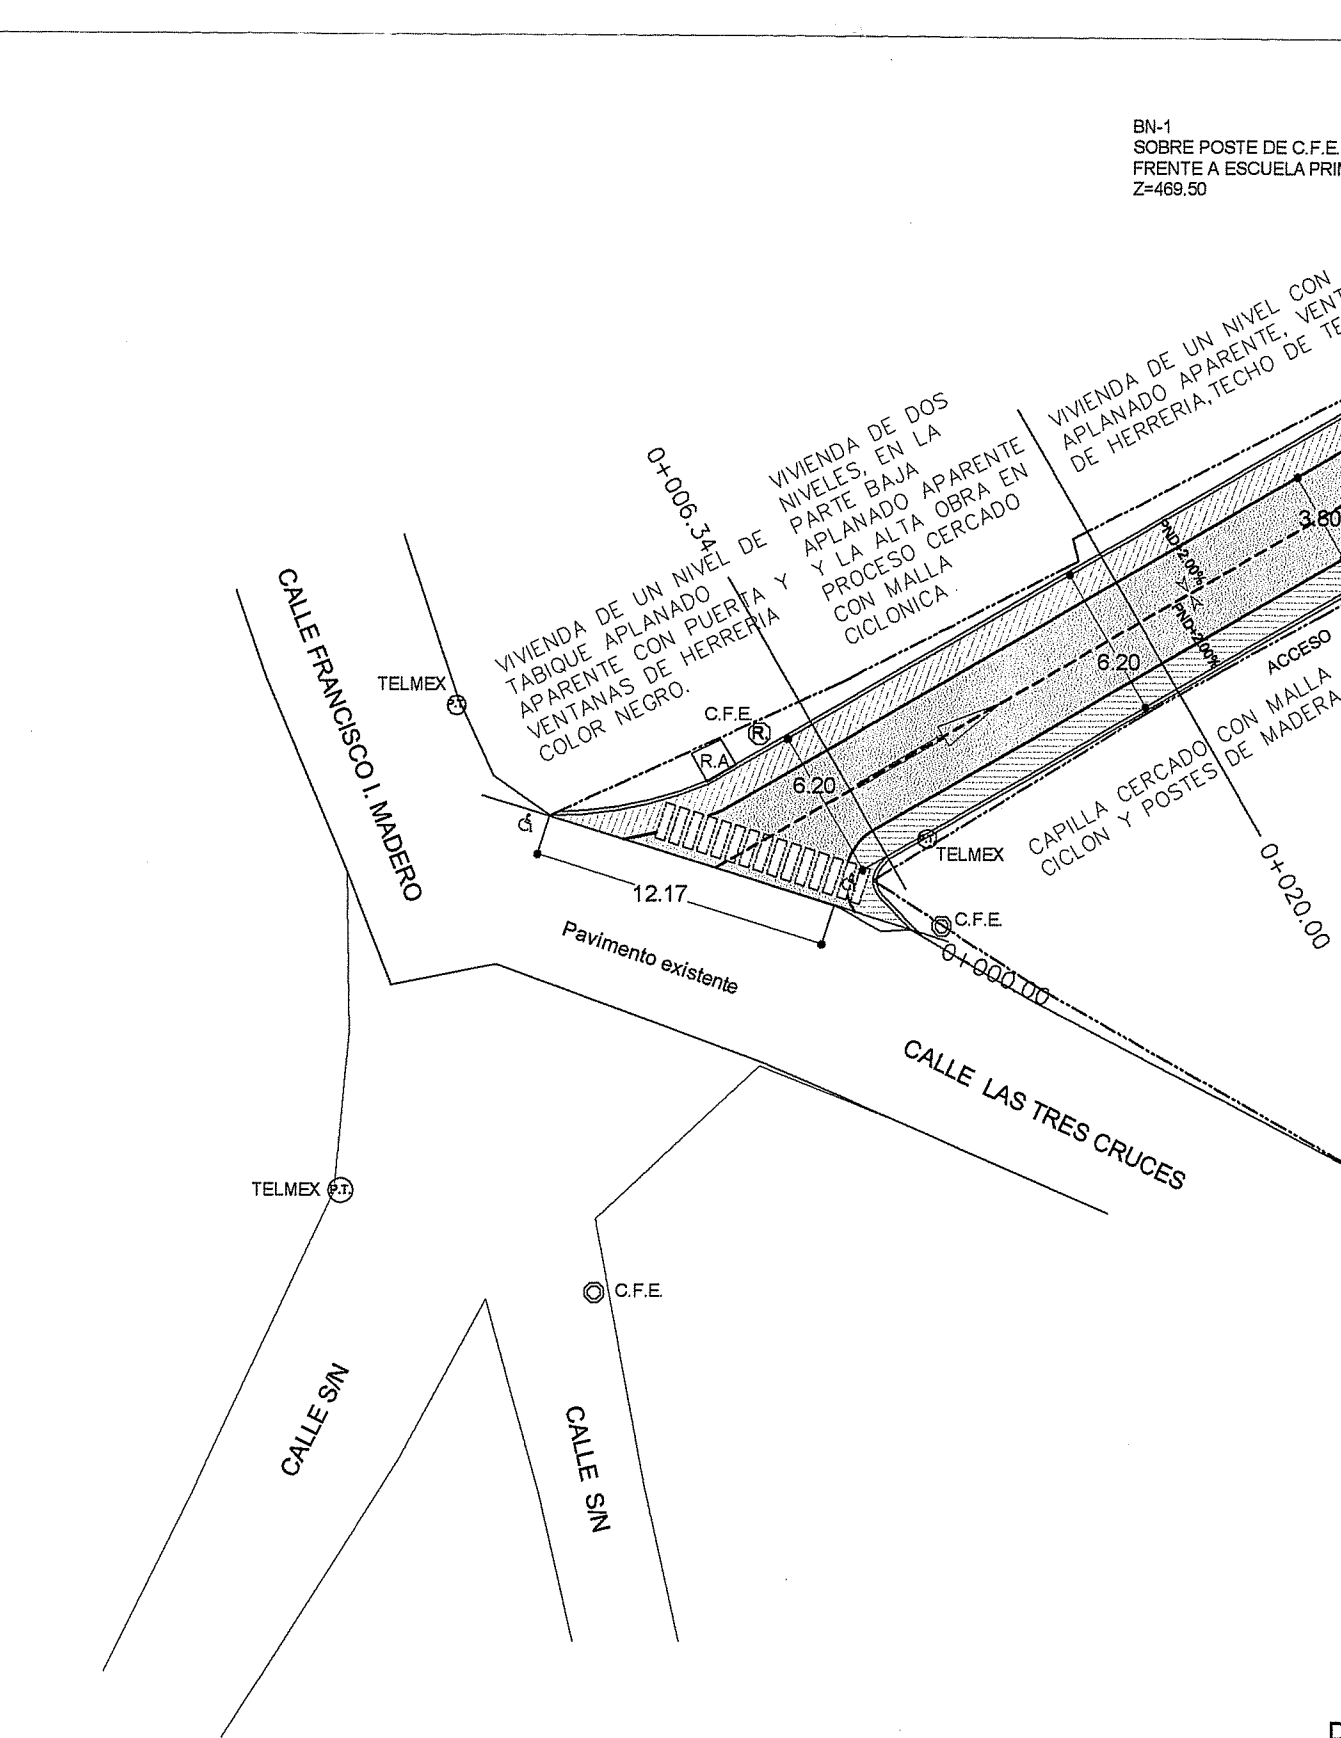 BN-1
SOBRE POSTE DE C.F.E.
FRENTE A ESCUELA
Z=469.50
VIVIENDA DE UN NIVEL CON
APLANADO APARENTE,
DE HERRERIA,TECHO DE
VIVIENDA DE DOS
NIVELES, EN LA
PARTE BAJA
APLANADO APARENTE
Y LA ALTA OBRA EN
PROCESO CERCADO
CON MALLA
CICLONICA.
0+006.34
VIVIENDA DE UN NIVEL DE
TABIQUE APLANADO
APARENTE CON PUERTA Y
VENTANAS DE HERRERIA
COLOR NEGRO.
3.80
PND=2.00%
PND=2.00%
6.20
ACCESO
CALLE FRANCISCO I. MADERO
TELMEX
P.T.
C.F.E.
R.
R.A
6.20
CAPILLA CERCADO CON MALLA
CICLON Y POSTES DE MADERA
P.T.
TELMEX
0+020.00
12.17
C.F.E.
0+000.00
Pavimento existente
CALLE LAS TRES CRUCES
TELMEX
P.T.
C.F.E.
CALLE S/N
CALLE S/N